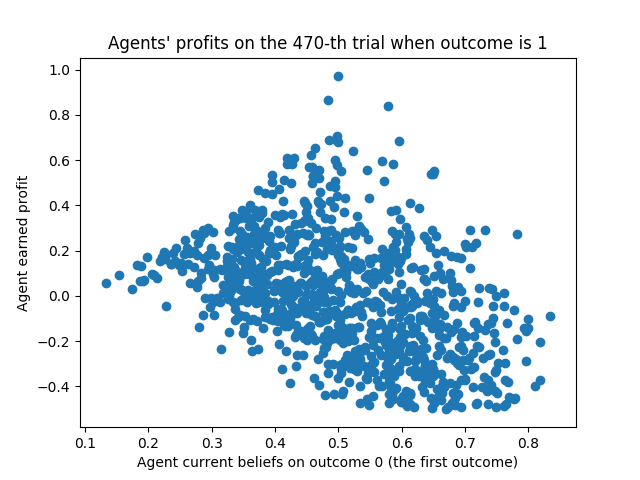 Agents' profits on the 470-th trial when outcome is 1
1.0
0.8
0.6
0.4
0.2
0.0
−0.2
−0.4
Agent earned profit
0.1 0.2 0.3 0.4 0.5 0.6 0.7 0.8
Agent current beliefs on outcome 0 (the first outcome)